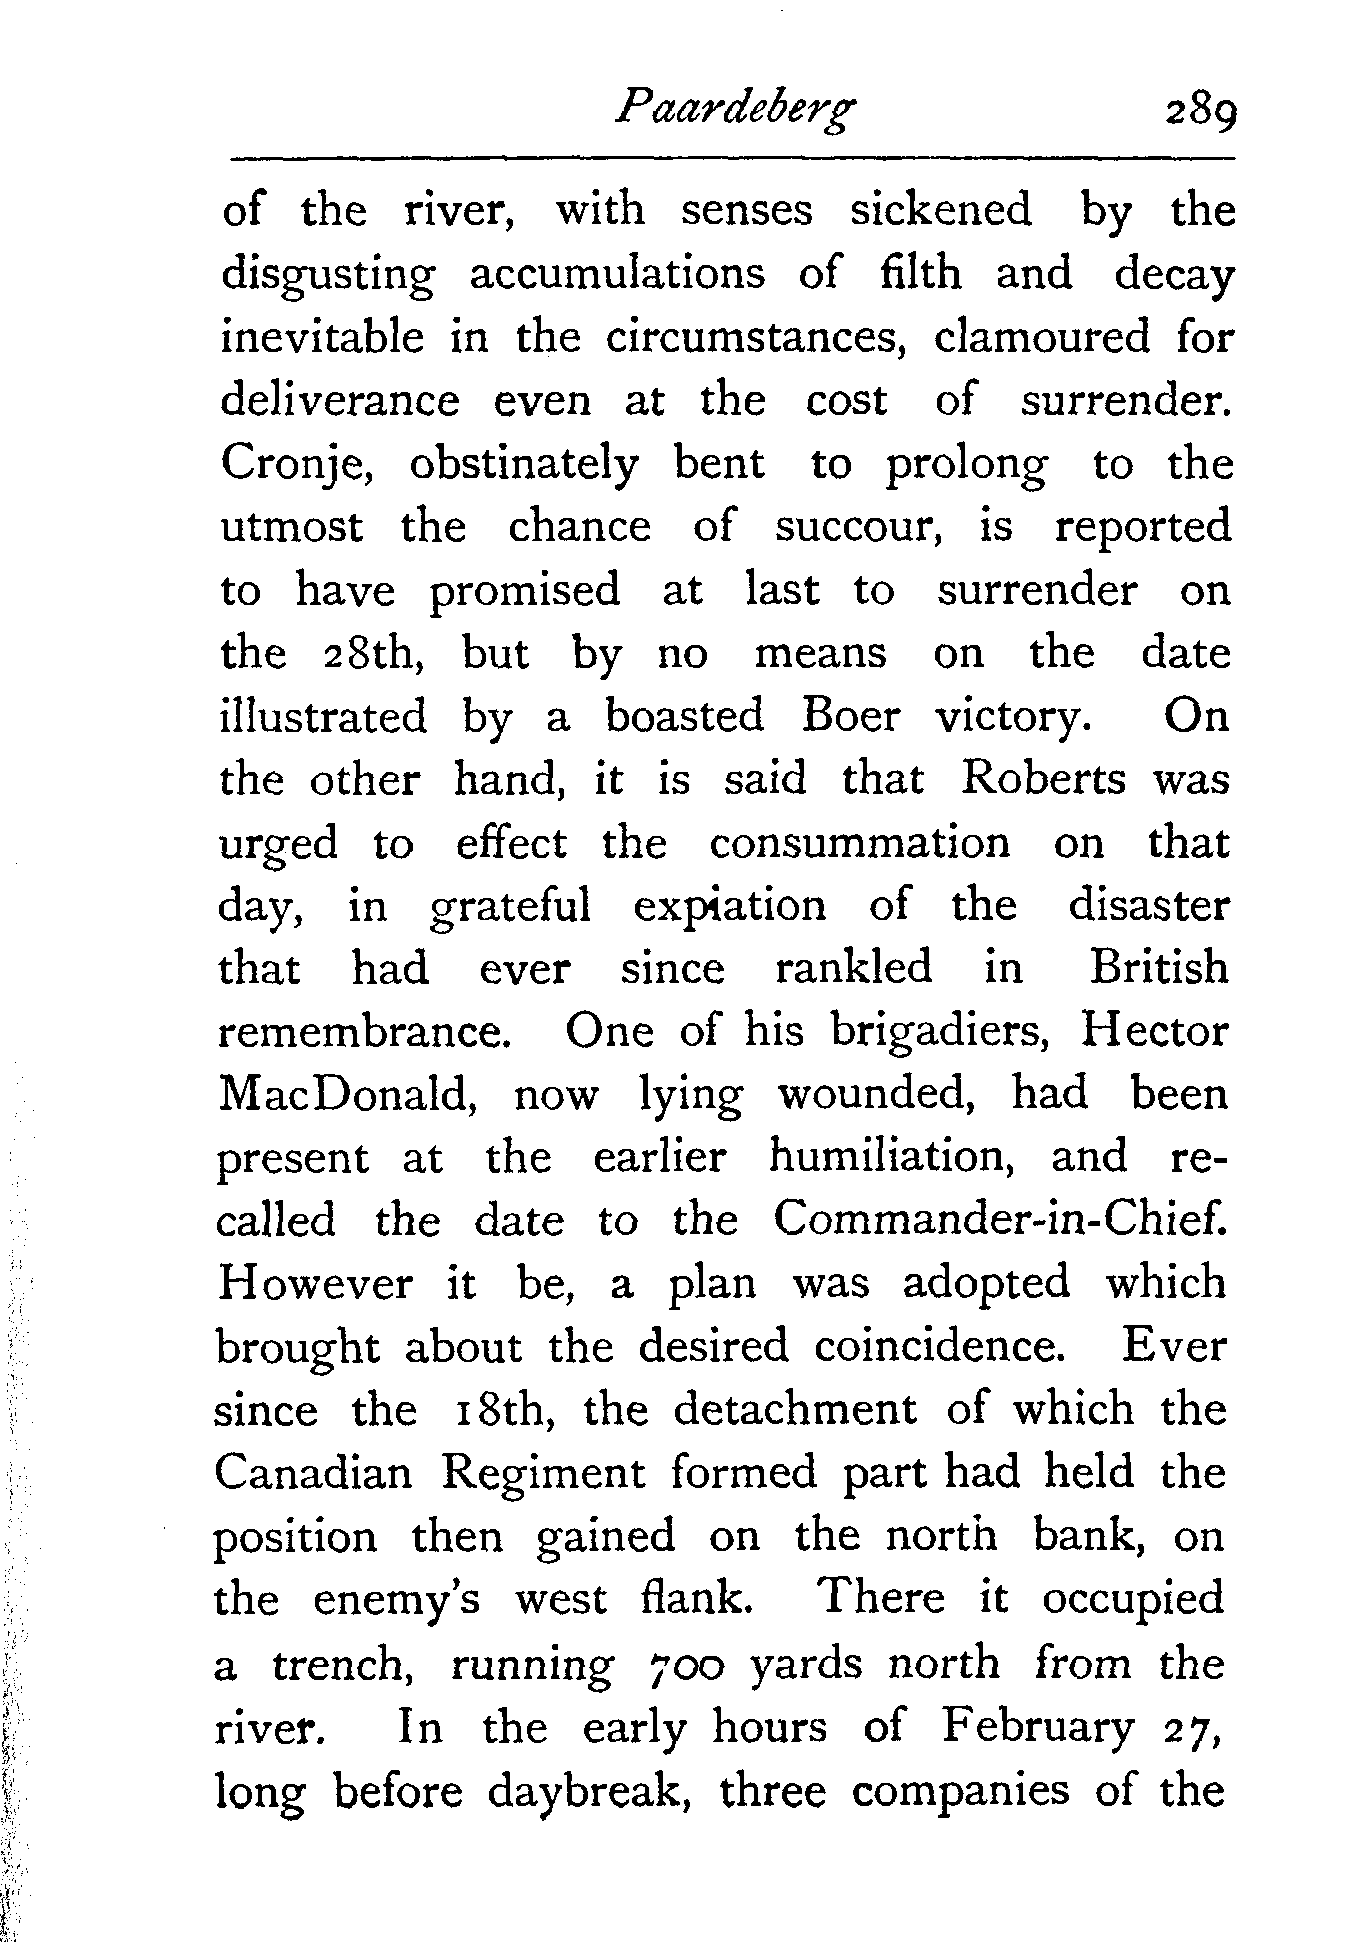 Paardeberg 289
of the river, with senses sickened by the
disgusting accumulations of filth and decay
inevitable in the circumstances, clamoured for
deliverance even at the cost of surrender.
Cronje, obstinately bent to prolong to the
utmost the chance of succour, is reported
to have promised at last to surrender on
the 28th, but by no means on the date
illustrated by a boasted Boer victory. On
the other hand, it is said that Roberts was
urged to effect the consummation on that
day, in grateful expiation of the disaster
that had ever since rankled in British
remembrance. One of his brigadiers, Hector
MacDonald, now lying wounded, had been
present at the earlier humiliation, and re-
called the date to the Commander-in-Chief.
However it be, a plan was adopted which
brought about the desired coincidence. Ever
since the 18th, the detachment of which the
Canadian Regiment formed part had held the
position then gained on the north bank, on
the enemy's west flank. There it occupied
a trench, running 700 yards north from the
river. In the early hours of February 27,
long before daybreak, three companies of the